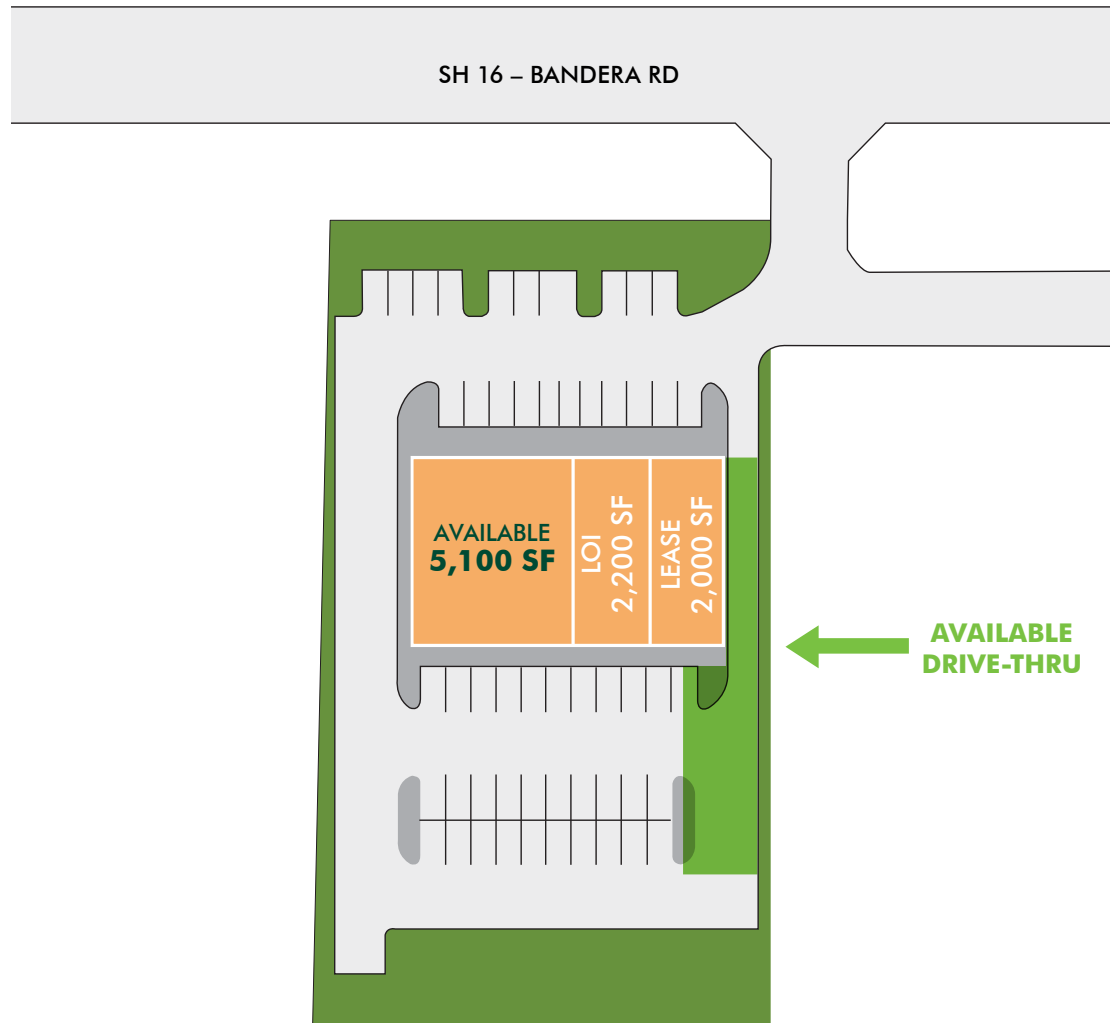 SH 16 – BANDERA RD
AVAILABLE
5,100 SF
LOI
2,200 SF
LEASE
2,000 SF
AVAILABLE
DRIVE-THRU